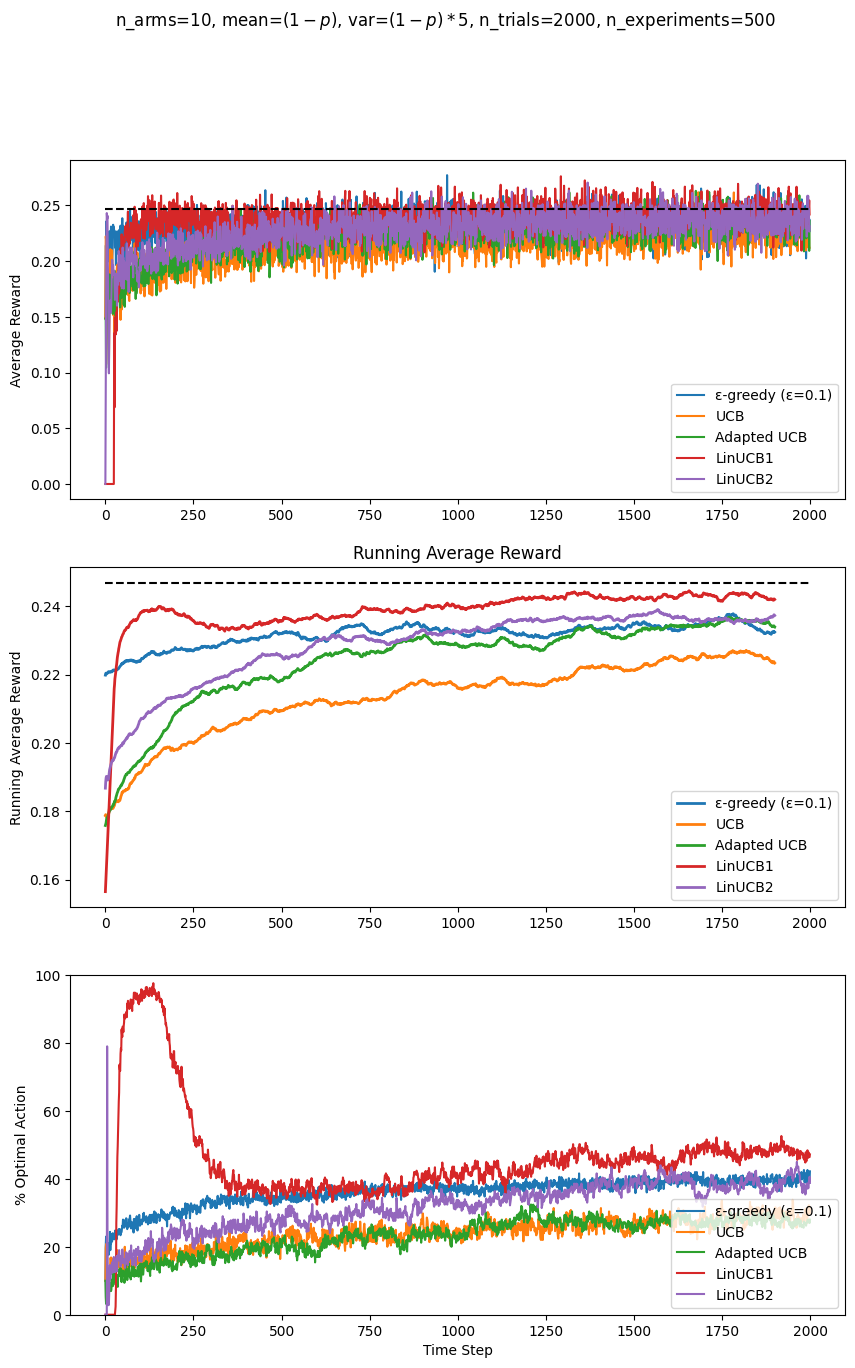 n_arms=10, mean=(1 − p), var=(1 − p) * 5, n_trials=2000, n_experiments=500
Average Reward
0.25
0.20
0.15
0.10
0.05
0.00
ε-greedy (ε=0.1)
UCB
Adapted UCB
LinUCB1
LinUCB2
0 250 500 750 1000 1250 1500 1750 2000
Running Average Reward
Running Average Reward
0.24
0.22
0.20
0.18
0.16
ε-greedy (ε=0.1)
UCB
Adapted UCB
LinUCB1
LinUCB2
0 250 500 750 1000 1250 1500 1750 2000
% Optimal Action
100
80
60
40
20
0
ε-greedy (ε=0.1)
UCB
Adapted UCB
LinUCB1
LinUCB2
0 250 500 750 1000 1250 1500 1750 2000
Time Step